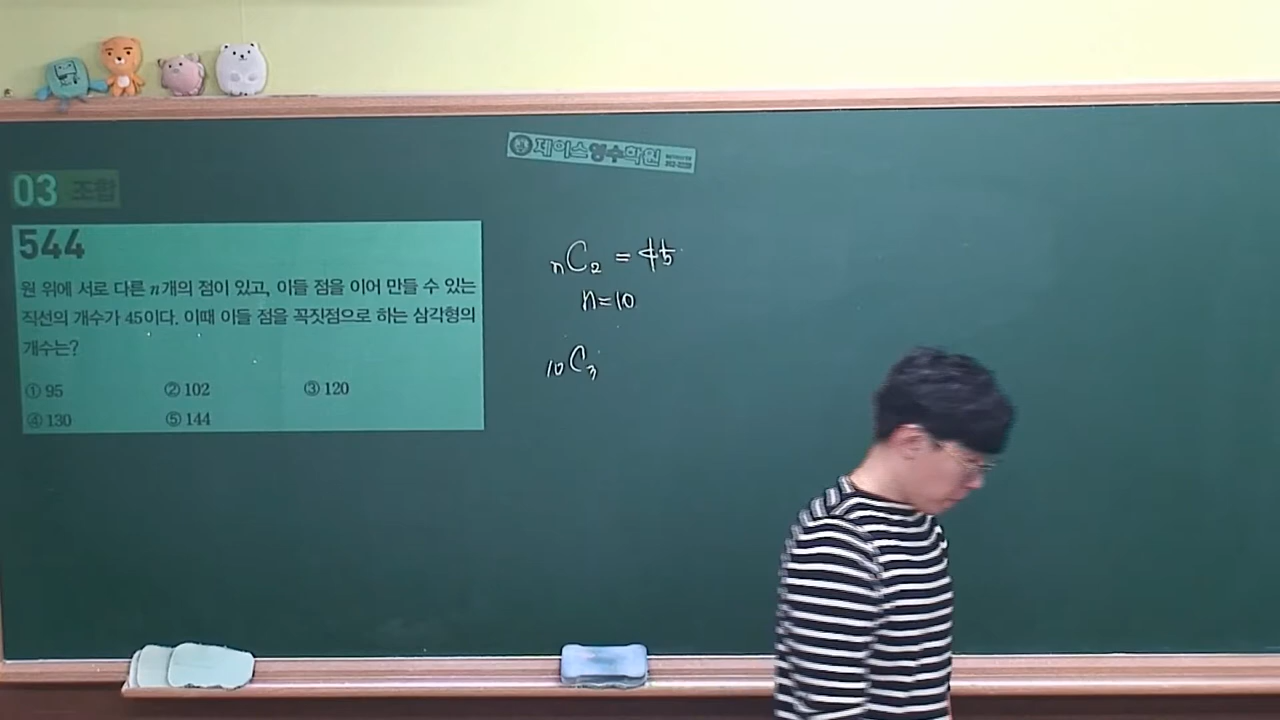 제이스영수학원
03 조합
544
원 위에 서로 다른 n개의 점이 있고, 이들 점을 이어 만들 수 있는
직선의 개수가 45이다. 이때 이들 점을 꼭짓점으로 하는 삼각형의
개수는?
① 95 ② 102 ③ 120
④ 130 ⑤ 144
nC2 = 45
n=10
10C3